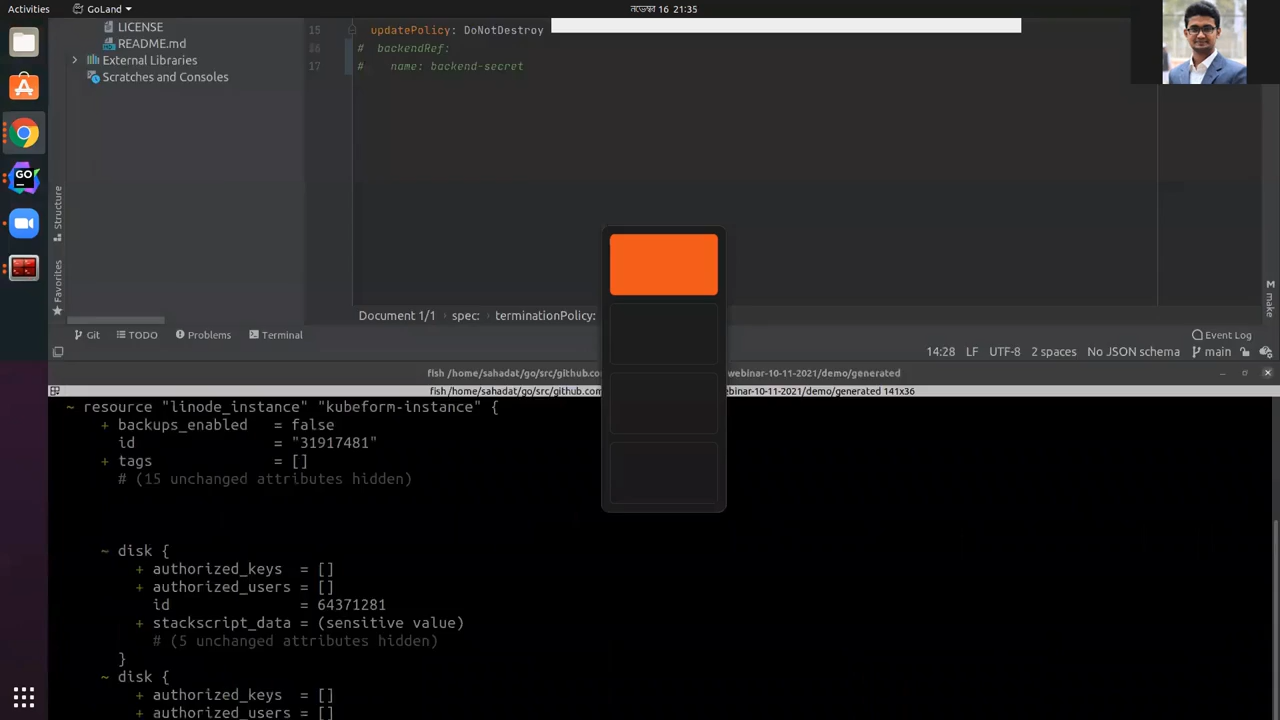 Activities
GoLand
নভেম্বর 16 21:35
LICENSE
README.md
External Libraries
Scratches and Consoles
15 updatePolicy: DoNotDestroy
16 # backendRef:
17 # name: backend-secret
Structure
Favorites
make
Document 1/1 spec: terminationPolicy:
Git TODO Problems Terminal Event Log
14:28 LF UTF-8 2 spaces No JSON schema main
fish /home/sahadat/go/src/github.com webinar-10-11-2021/demo/generated
fish /home/sahadat/go/src/github.com webinar-10-11-2021/demo/generated 141x36
~ resource "linode_instance" "kubeform-instance" {
+ backups_enabled = false
id = "31917481"
+ tags = []
# (15 unchanged attributes hidden)
~ disk {
+ authorized_keys = []
+ authorized_users = []
id = 64371281
+ stackscript_data = (sensitive value)
# (5 unchanged attributes hidden)
}
~ disk {
+ authorized_keys = []
+ authorized_users = []